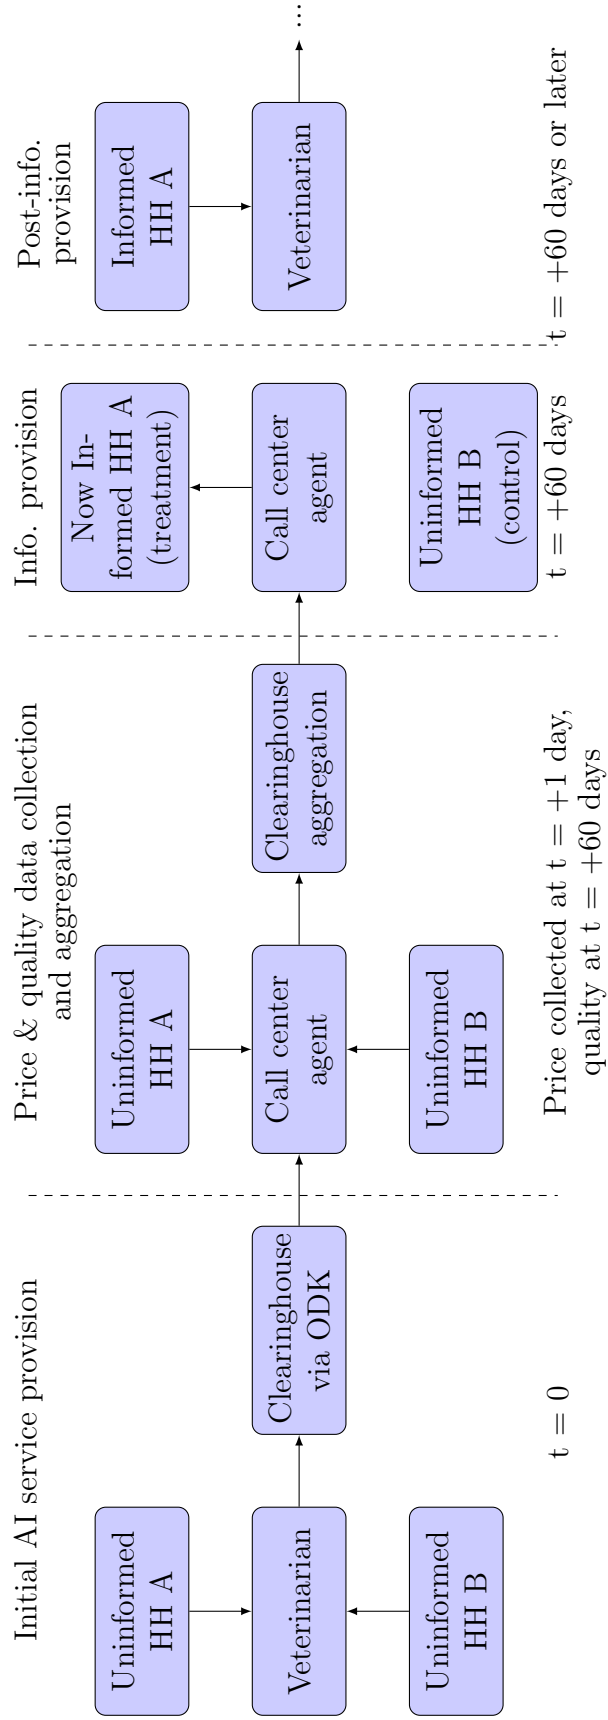 Initial AI service provision
Uninformed
HH A
Veterinarian
Uninformed
HH B
Clearinghouse
via ODK
t = 0
Price & quality data collection
and aggregation
Uninformed
HH A
Call center
agent
Uninformed
HH B
Clearinghouse
aggregation
Price collected at t = +1 day,
quality at t = +60 days
Info. provision
Now In-
formed HH A
(treatment)
Call center
agent
Uninformed
HH B
(control)
t = +60 days
Post-info.
provision
Informed
HH A
Veterinarian
...
t = +60 days or later